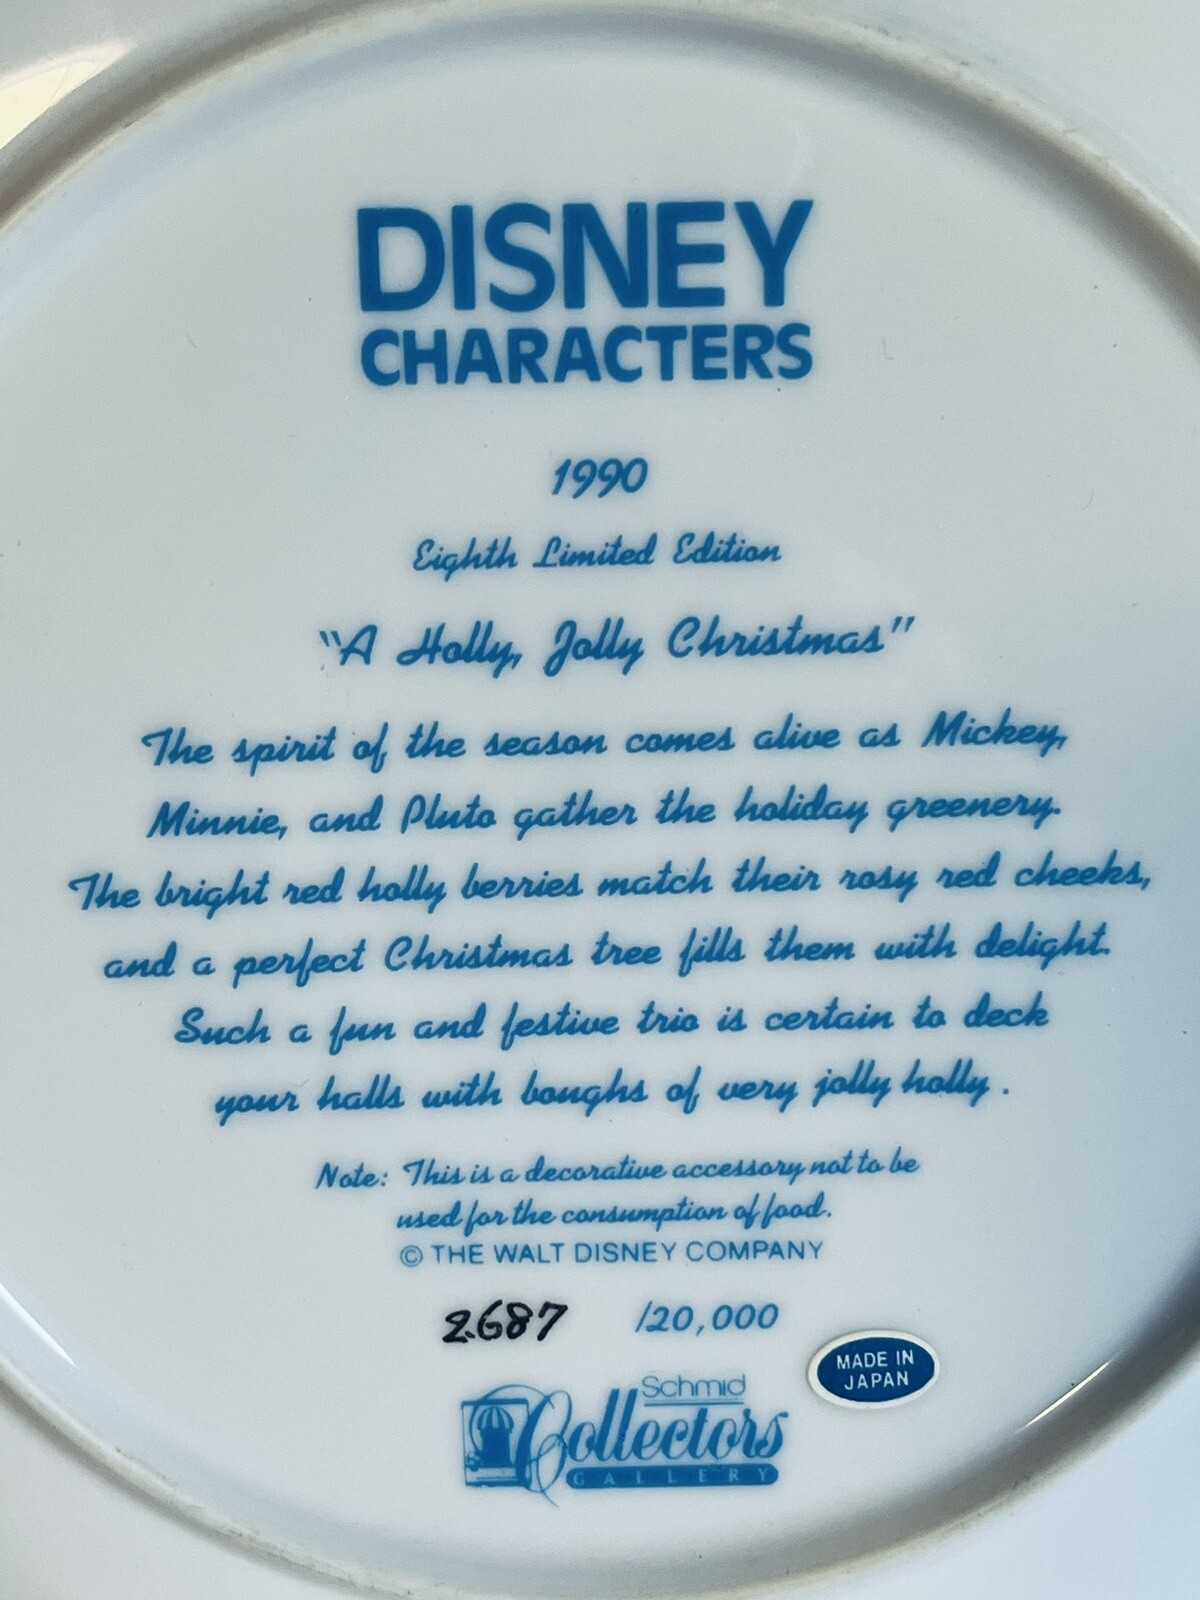 DISNEY
CHARACTERS
1990
Eighth Limited Edition
"A Holly, Jolly Christmas"
The spirit of the season comes alive as Mickey,
Minnie, and Pluto gather the holiday greenery.
The bright red holly berries match their rosy red cheeks,
and a perfect Christmas tree fills them with delight.
Such a fun and festive trio is certain to deck
your halls with boughs of very jolly holly.
Note: This is a decorative accessory not to be
used for the consumption of food.
© THE WALT DISNEY COMPANY
2687 /20,000
MADE IN
JAPAN
Schmid
Collectors
GALLERY